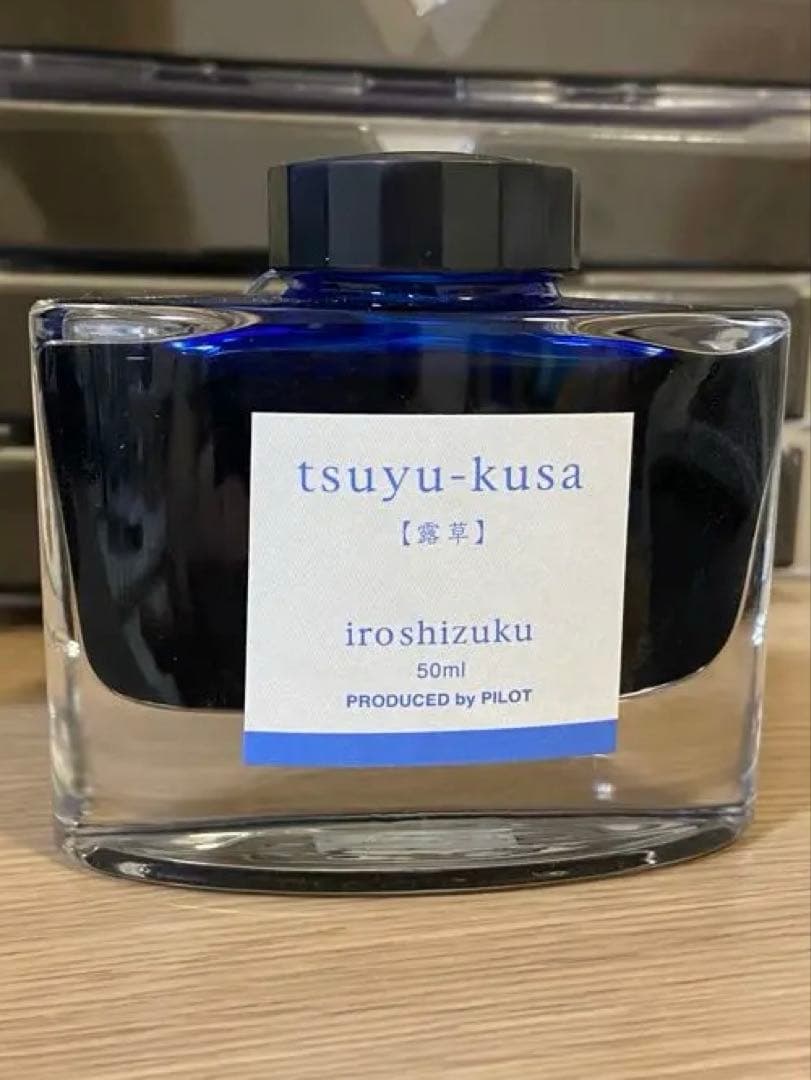 tsuyu-kusa
【露草】
iroshizuku
50ml
PRODUCED by PILOT